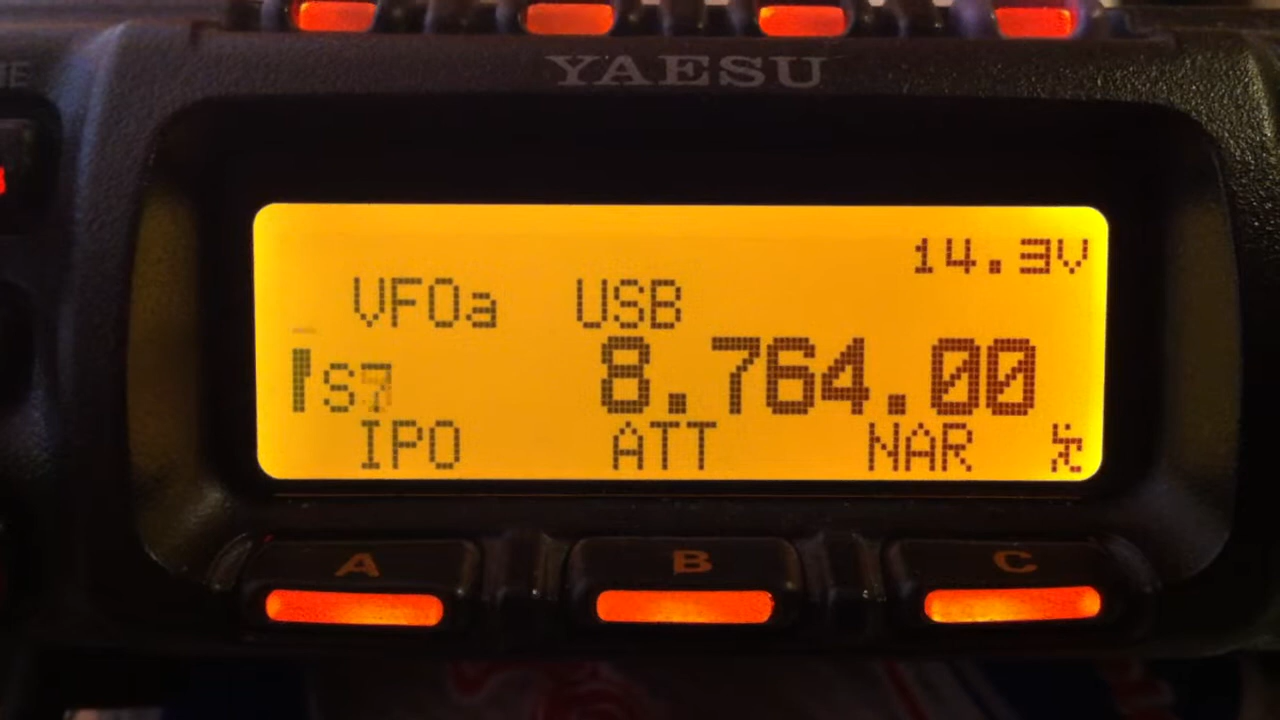 YAESU
14.3V
VFOa USB
S7 8.764.00
IPO ATT NAR
A B C